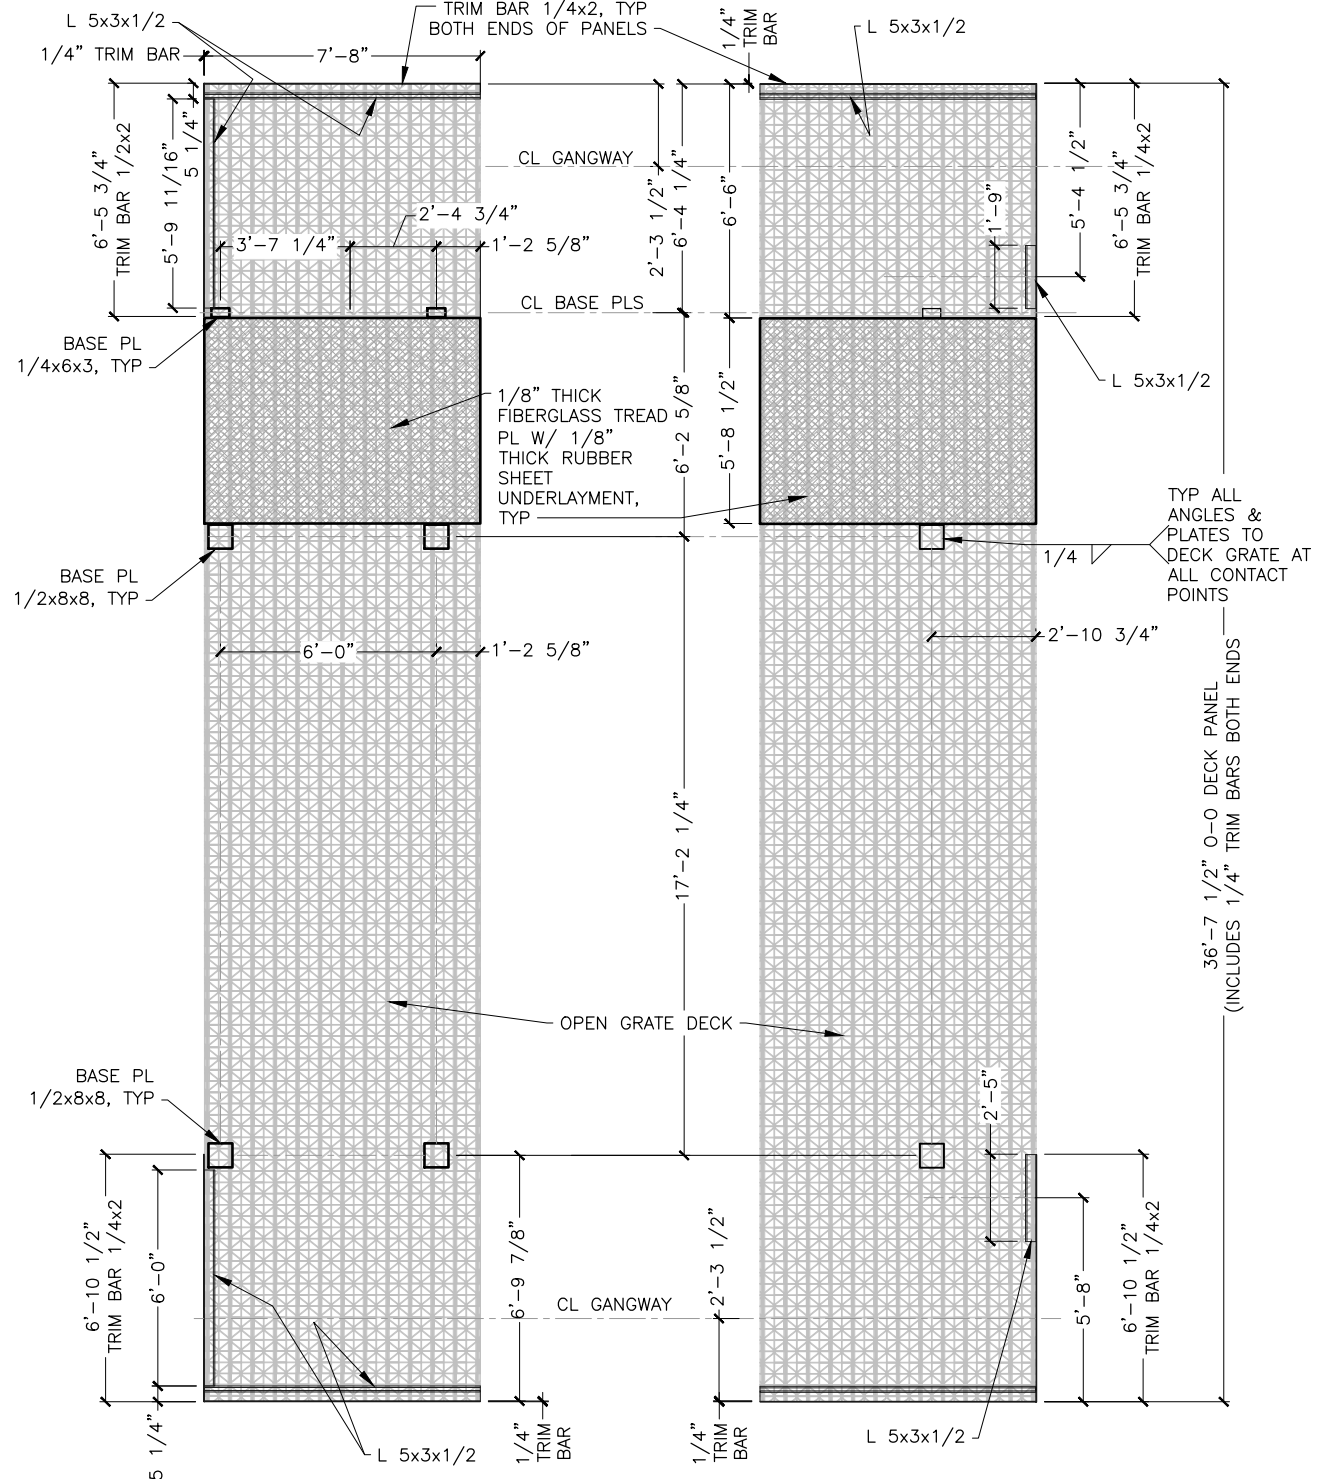 L 5x3x1/2
TRIM BAR 1/4x2, TYP
BOTH ENDS OF PANELS
1/4"
TRIM
BAR
L 5x3x1/2
1/4" TRIM BAR
7'-8"
6'-5 3/4"
TRIM BAR 1/2x2
5'-9 11/16"
5 1/4"
CL GANGWAY
2'-3 1/2"
6'-4 1/4"
6'-6"
1'-9"
5'-4 1/2"
6'-5 3/4"
TRIM BAR 1/4x2
2'-4 3/4"
3'-7 1/4"
1'-2 5/8"
CL BASE PLS
BASE PL
1/4x6x3, TYP
L 5x3x1/2
1/8" THICK
FIBERGLASS TREAD
PL W/ 1/8"
THICK RUBBER
SHEET
UNDERLAYMENT,
TYP
6'-2 5/8"
5'-8 1/2"
TYP ALL
ANGLES &
PLATES TO
DECK GRATE AT
ALL CONTACT
POINTS
1/4
BASE PL
1/2x8x8, TYP
6'-0"
1'-2 5/8"
2'-10 3/4"
17'-2 1/4"
36'-7 1/2" O-O DECK PANEL
(INCLUDES 1/4" TRIM BARS BOTH ENDS
OPEN GRATE DECK
BASE PL
1/2x8x8, TYP
2'-5"
6'-10 1/2"
TRIM BAR 1/4x2
6'-0"
6'-9 7/8"
CL GANGWAY
2'-3 1/2"
5'-8"
6'-10 1/2"
TRIM BAR 1/4x2
5 1/4"
L 5x3x1/2
1/4"
TRIM
BAR
1/4"
TRIM
BAR
L 5x3x1/2